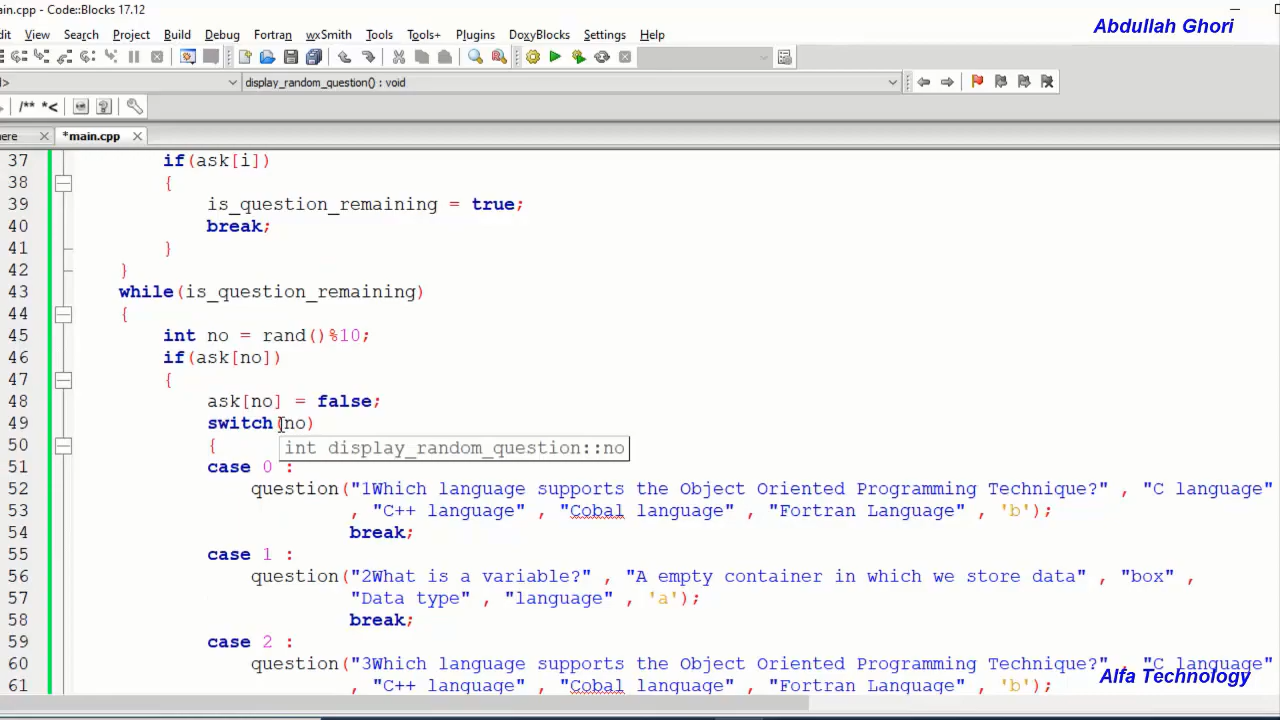 ain.cpp - Code::Blocks 17.12
Abdullah Ghori
dit View Search Project Build Debug Fortran wxSmith Tools Tools+ Plugins DoxyBlocks Settings Help
> display_random_question() : void
/** *<
ere *main.cpp
37 if(ask[i])
38 {
39 is_question_remaining = true;
40 break;
41 }
42 }
43 while(is_question_remaining)
44 {
45 int no = rand()%10;
46 if(ask[no])
47 {
48 ask[no] = false;
49 switch(no)
50 {
int display_random_question::no
51 case 0 :
52 question("1Which language supports the Object Oriented Programming Technique?" , "C language"
53 , "C++ language" , "Cobal language" , "Fortran Language" , 'b');
54 break;
55 case 1 :
56 question("2What is a variable?" , "A empty container in which we store data" , "box" ,
57 "Data type" , "language" , 'a');
58 break;
59 case 2 :
60 question("3Which language supports the Object Oriented Programming Technique?" , "C language"
61 , "C++ language" , "Cobal language" , "Fortran Language" , 'b');
Alfa Technology